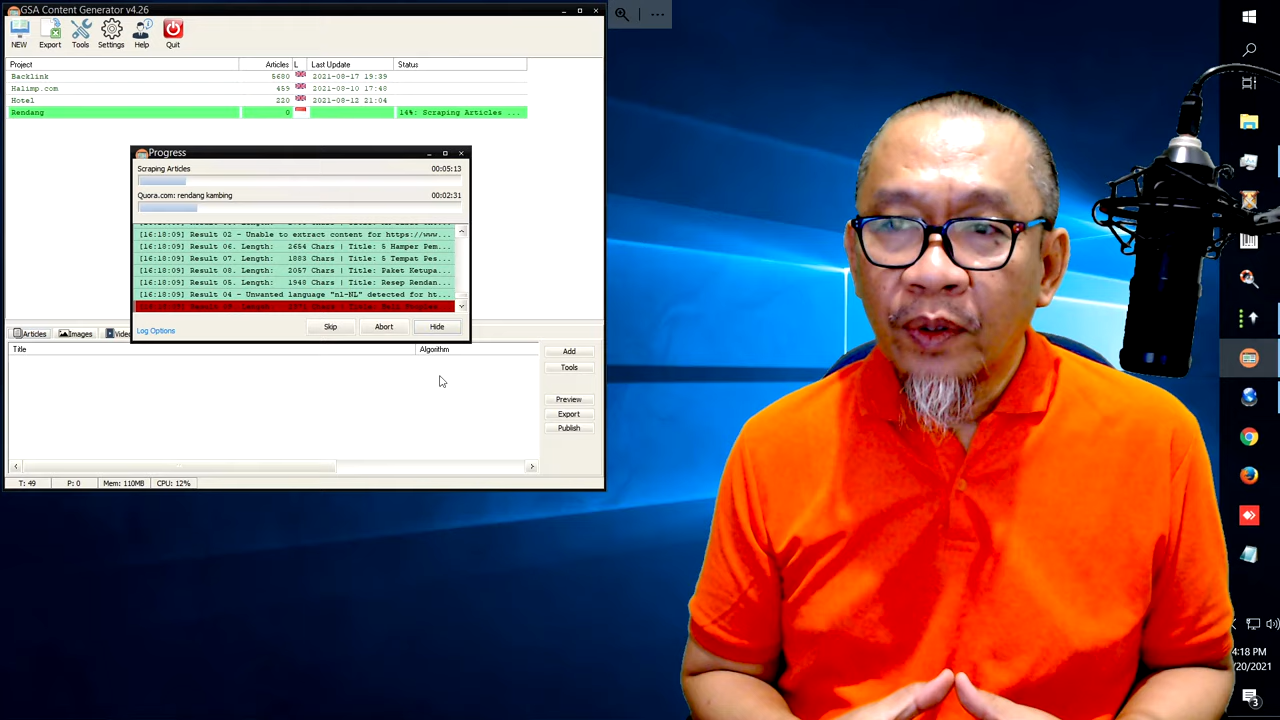 GSA Content Generator v4.26
NEW Export Tools Settings Help Quit
Project Articles L Last Update Status
Backlink 5680 2021-08-17 19:39
Halimp.com 459 2021-08-10 17:48
Hotel 220 2021-08-12 21:04
Rendang 0 14%: Scraping Articles ...
Progress
Scraping Articles 00:05:13
Quora.com: rendang kambing 00:02:31
[16:18:09] Result 02 - Unable to extract content for https://www...
[16:18:09] Result 06. Length: 2654 Chars | Title: 5 Hamper Pem...
[16:18:09] Result 07. Length: 1883 Chars | Title: 5 Tempat Pes...
[16:18:09] Result 08. Length: 2057 Chars | Title: Paket Ketupa...
[16:18:09] Result 05. Length: 1948 Chars | Title: Resep Rendan...
[16:18:09] Result 04 - Unwanted language "nl-NL" detected for ht...
Log Options Skip Abort Hide
Articles Images Video
Title Algorithm
Add
Tools
Preview
Export
Publish
T: 49 P: 0 Mem: 110MB CPU: 12%
4:18 PM
/20/2021
3